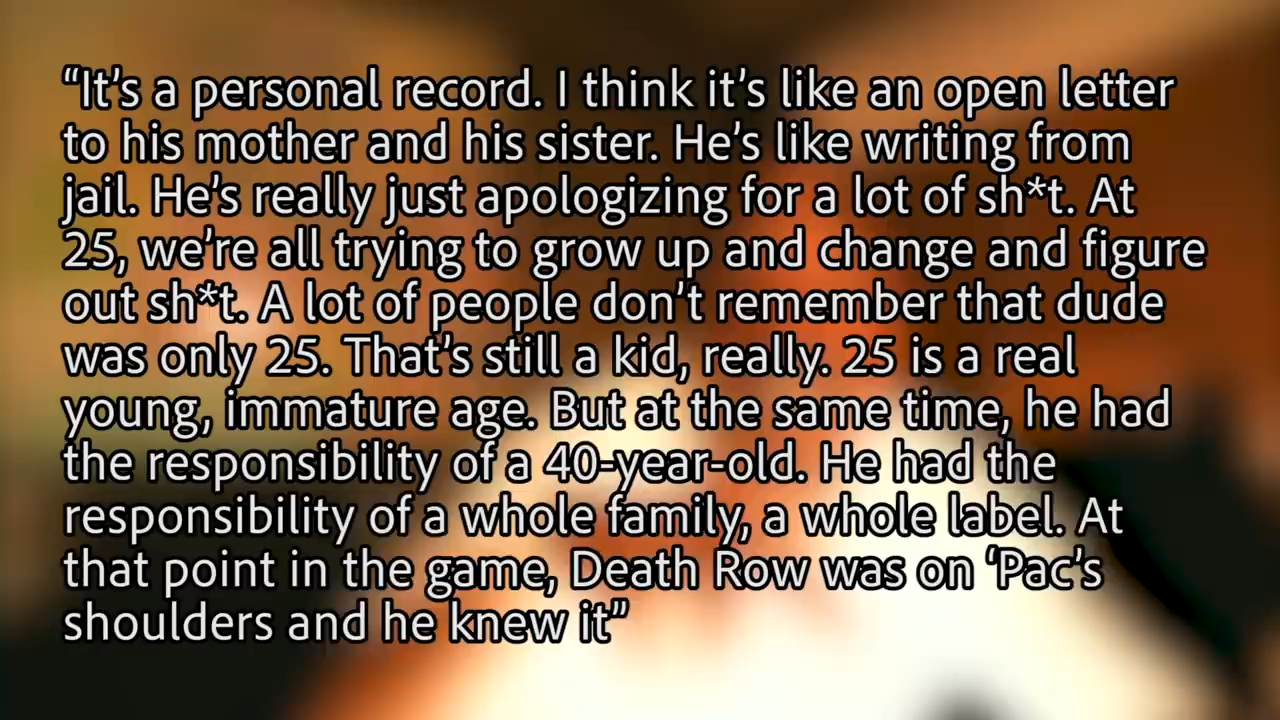 “It’s a personal record. I think it’s like an open letter
to his mother and his sister. He’s like writing from
jail. He’s really just apologizing for a lot of sh*t. At
25, we’re all trying to grow up and change and figure
out sh*t. A lot of people don’t remember that dude
was only 25. That’s still a kid, really. 25 is a real
young, immature age. But at the same time, he had
the responsibility of a 40-year-old. He had the
responsibility of a whole family, a whole label. At
that point in the game, Death Row was on ‘Pac’s
shoulders and he knew it”